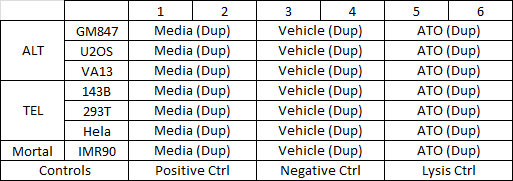 1 2 3 4 5 6
ALT GM847 Media (Dup) Vehicle (Dup) ATO (Dup)
U2OS Media (Dup) Vehicle (Dup) ATO (Dup)
VA13 Media (Dup) Vehicle (Dup) ATO (Dup)
TEL 143B Media (Dup) Vehicle (Dup) ATO (Dup)
293T Media (Dup) Vehicle (Dup) ATO (Dup)
Hela Media (Dup) Vehicle (Dup) ATO (Dup)
Mortal IMR90 Media (Dup) Vehicle (Dup) ATO (Dup)
Controls Positive Ctrl Negative Ctrl Lysis Ctrl